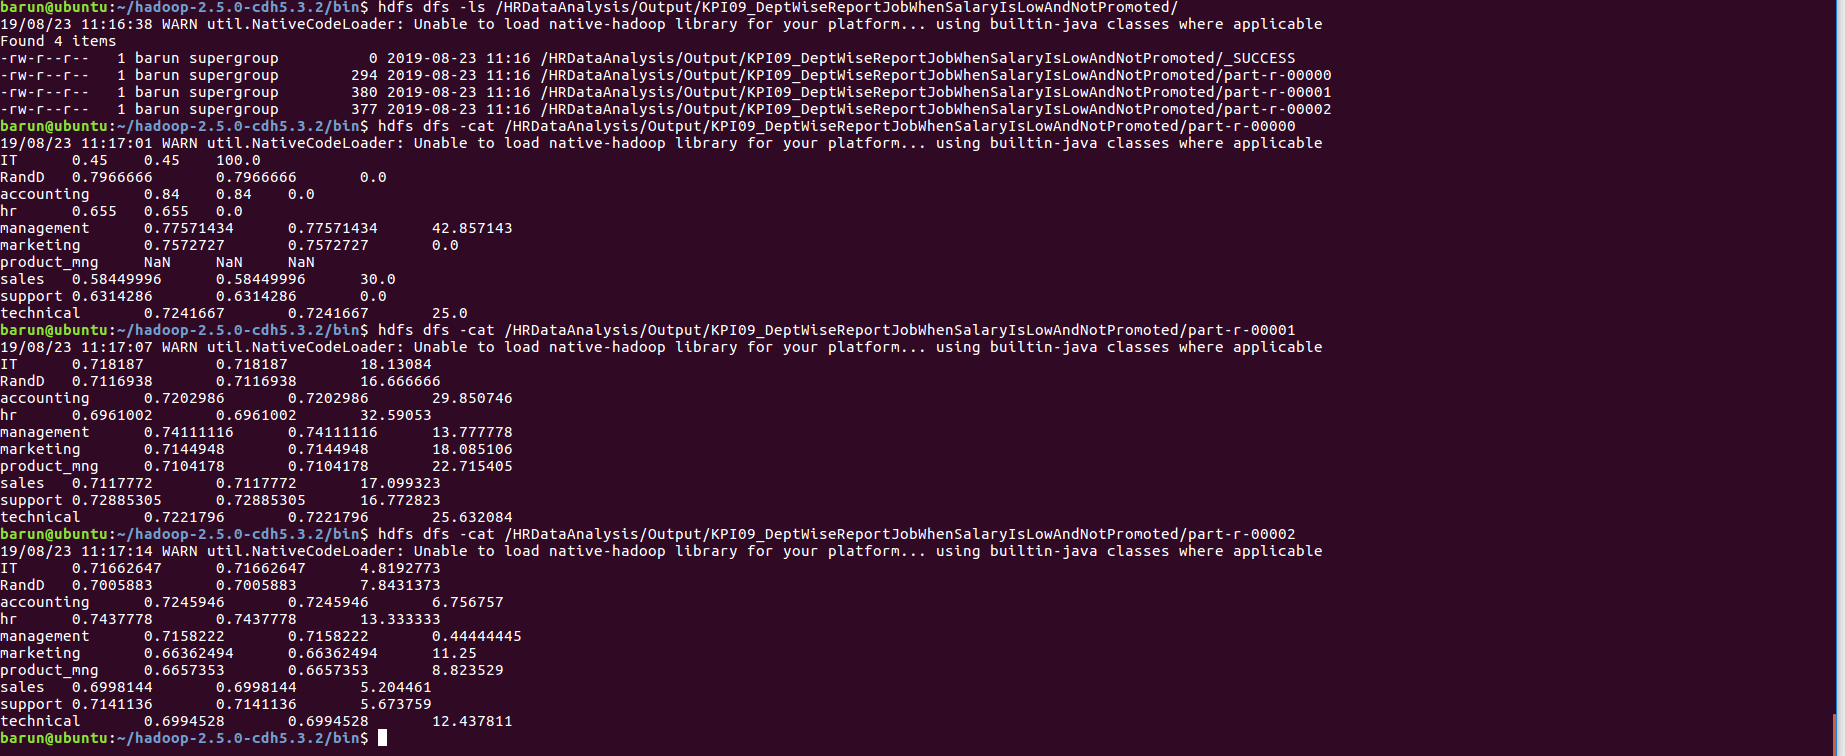 barun@ubuntu:~/hadoop-2.5.0-cdh5.3.2/bin$ hdfs dfs -ls /HRDataAnalysis/Output/KPI09_DeptWiseReportJobWhenSalaryIsLowAndNotPromoted/
19/08/23 11:16:38 WARN util.NativeCodeLoader: Unable to load native-hadoop library for your platform... using builtin-java classes where applicable
Found 4 items
-rw-r--r--   1 barun supergroup          0 2019-08-23 11:16 /HRDataAnalysis/Output/KPI09_DeptWiseReportJobWhenSalaryIsLowAndNotPromoted/_SUCCESS
-rw-r--r--   1 barun supergroup        294 2019-08-23 11:16 /HRDataAnalysis/Output/KPI09_DeptWiseReportJobWhenSalaryIsLowAndNotPromoted/part-r-00000
-rw-r--r--   1 barun supergroup        380 2019-08-23 11:16 /HRDataAnalysis/Output/KPI09_DeptWiseReportJobWhenSalaryIsLowAndNotPromoted/part-r-00001
-rw-r--r--   1 barun supergroup        377 2019-08-23 11:16 /HRDataAnalysis/Output/KPI09_DeptWiseReportJobWhenSalaryIsLowAndNotPromoted/part-r-00002
barun@ubuntu:~/hadoop-2.5.0-cdh5.3.2/bin$ hdfs dfs -cat /HRDataAnalysis/Output/KPI09_DeptWiseReportJobWhenSalaryIsLowAndNotPromoted/part-r-00000
19/08/23 11:17:01 WARN util.NativeCodeLoader: Unable to load native-hadoop library for your platform... using builtin-java classes where applicable
IT      0.45    0.45    100.0
RandD   0.7966666       0.7966666       0.0
accounting      0.84    0.84    0.0
hr      0.655   0.655   0.0
management      0.77571434      0.77571434      42.857143
marketing       0.7572727       0.7572727       0.0
product_mng     NaN     NaN     NaN
sales   0.58449996      0.58449996      30.0
support 0.6314286       0.6314286       0.0
technical       0.7241667       0.7241667       25.0
barun@ubuntu:~/hadoop-2.5.0-cdh5.3.2/bin$ hdfs dfs -cat /HRDataAnalysis/Output/KPI09_DeptWiseReportJobWhenSalaryIsLowAndNotPromoted/part-r-00001
19/08/23 11:17:07 WARN util.NativeCodeLoader: Unable to load native-hadoop library for your platform... using builtin-java classes where applicable
IT      0.718187        0.718187        18.13084
RandD   0.7116938       0.7116938       16.666666
accounting      0.7202986       0.7202986       29.850746
hr      0.6961002       0.6961002       32.59053
management      0.74111116      0.74111116      13.777778
marketing       0.7144948       0.7144948       18.085106
product_mng     0.7104178       0.7104178       22.715405
sales   0.7117772       0.7117772       17.099323
support 0.72885305      0.72885305      16.772823
technical       0.7221796       0.7221796       25.632084
barun@ubuntu:~/hadoop-2.5.0-cdh5.3.2/bin$ hdfs dfs -cat /HRDataAnalysis/Output/KPI09_DeptWiseReportJobWhenSalaryIsLowAndNotPromoted/part-r-00002
19/08/23 11:17:14 WARN util.NativeCodeLoader: Unable to load native-hadoop library for your platform... using builtin-java classes where applicable
IT      0.71662647      0.71662647      4.8192773
RandD   0.7005883       0.7005883       7.8431373
accounting      0.7245946       0.7245946       6.756757
hr      0.7437778       0.7437778       13.333333
management      0.7158222       0.7158222       0.44444445
marketing       0.66362494      0.66362494      11.25
product_mng     0.6657353       0.6657353       8.823529
sales   0.6998144       0.6998144       5.204461
support 0.7141136       0.7141136       5.673759
technical       0.6994528       0.6994528       12.437811
barun@ubuntu:~/hadoop-2.5.0-cdh5.3.2/bin$